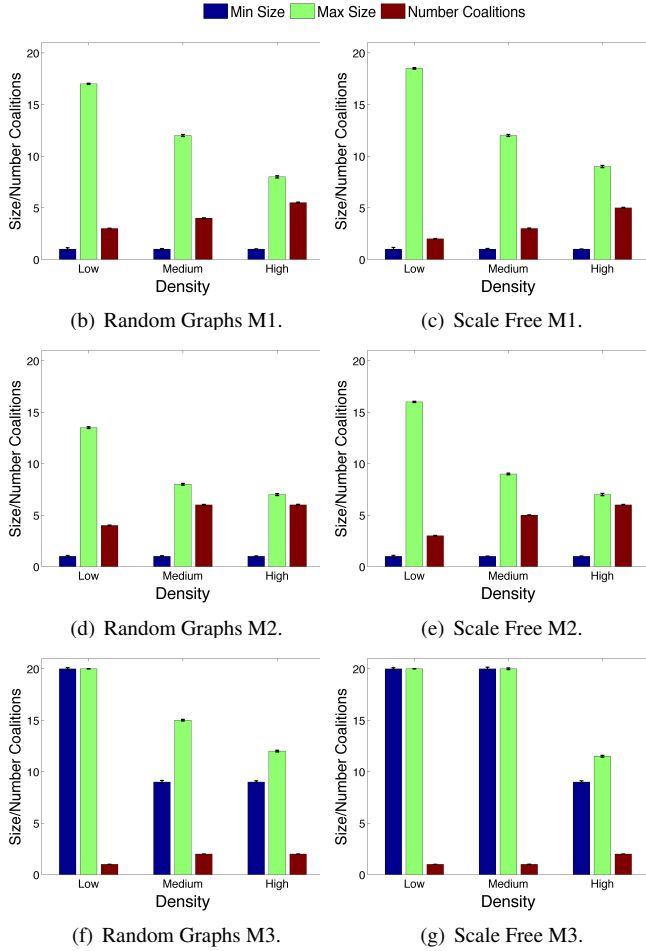 Min Size Max Size Number Coalitions
20
15
10
5
0
Size/Number Coalitions
Low Medium High
Density
(b) Random Graphs M1.
20
15
10
5
0
Size/Number Coalitions
Low Medium High
Density
(c) Scale Free M1.
20
15
10
5
0
Size/Number Coalitions
Low Medium High
Density
(d) Random Graphs M2.
20
15
10
5
0
Size/Number Coalitions
Low Medium High
Density
(e) Scale Free M2.
20
15
10
5
0
Size/Number Coalitions
Low Medium High
Density
(f) Random Graphs M3.
20
15
10
5
0
Size/Number Coalitions
Low Medium High
Density
(g) Scale Free M3.